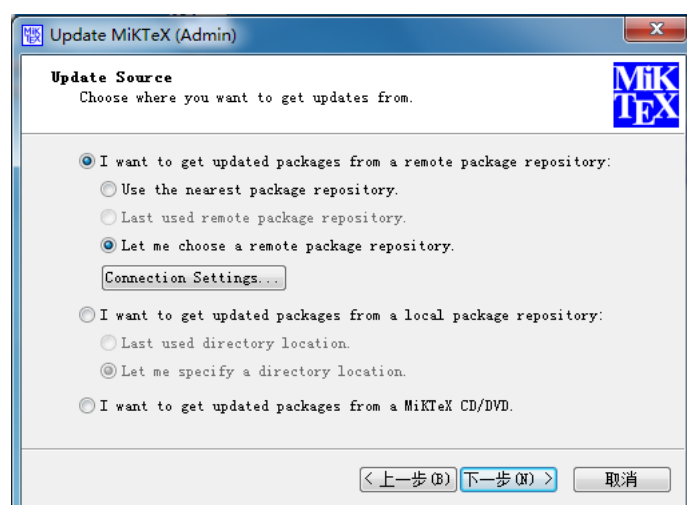 Update MiKTeX (Admin)
Update Source
Choose where you want to get updates from.
MiK
TEX
I want to get updated packages from a remote package repository:
Use the nearest package repository.
Last used remote package repository.
Let me choose a remote package repository.
Connection Settings...
I want to get updated packages from a local package repository:
Last used directory location.
Let me specify a directory location.
I want to get updated packages from a MiKTeX CD/DVD.
< 上一步(B) 下一步(N) > 取消